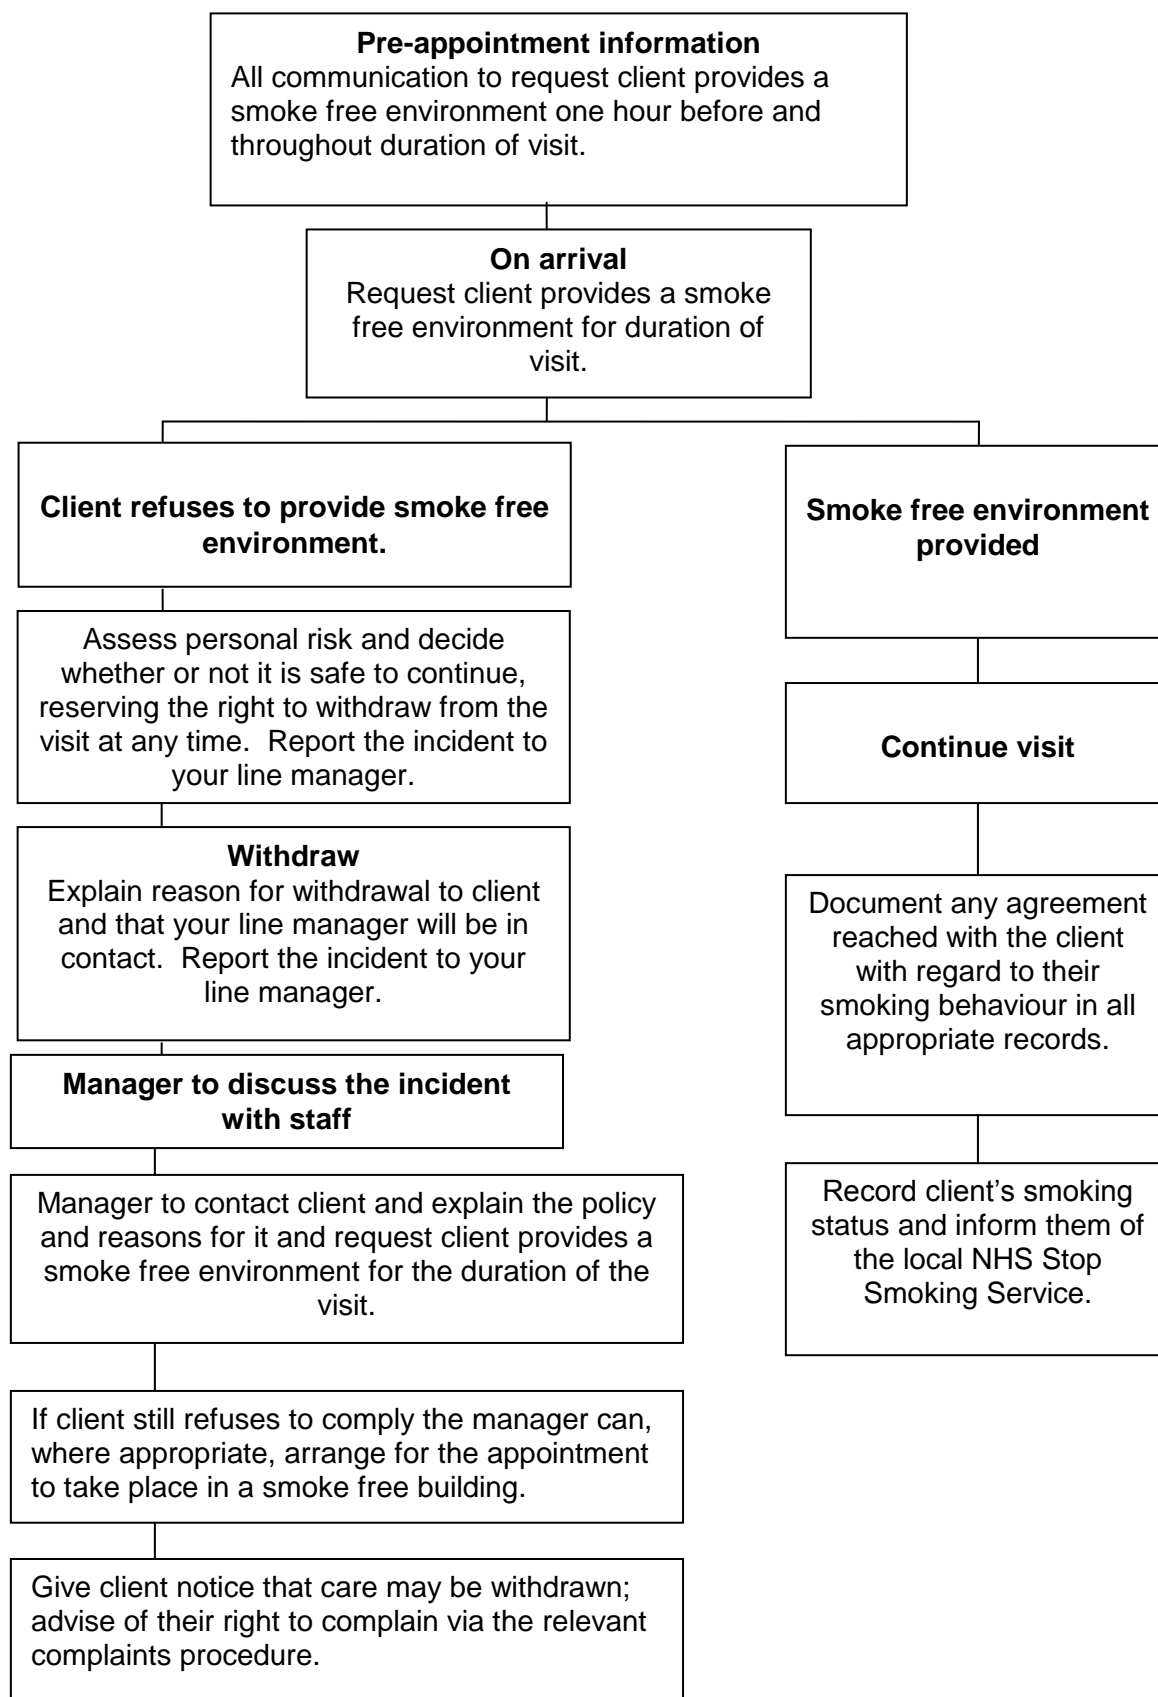 Pre-appointment information
All communication to request client provides a
smoke free environment one hour before and
throughout duration of visit.
On arrival
Request client provides a smoke
free environment for duration of
visit.
Client refuses to provide smoke free
environment.
Assess personal risk and decide
whether or not it is safe to continue,
reserving the right to withdraw from the
visit at any time.  Report the incident to
your line manager.
Withdraw
Explain reason for withdrawal to client
and that your line manager will be in
contact.  Report the incident to your
line manager.
Manager to discuss the incident
with staff
Manager to contact client and explain the policy
and reasons for it and request client provides a
smoke free environment for the duration of the
visit.
If client still refuses to comply the manager can,
where appropriate, arrange for the appointment
to take place in a smoke free building.
Give client notice that care may be withdrawn;
advise of their right to complain via the relevant
complaints procedure.
Smoke free environment
provided
Continue visit
Document any agreement
reached with the client
with regard to their
smoking behaviour in all
appropriate records.
Record client's smoking
status and inform them of
the local NHS Stop
Smoking Service.